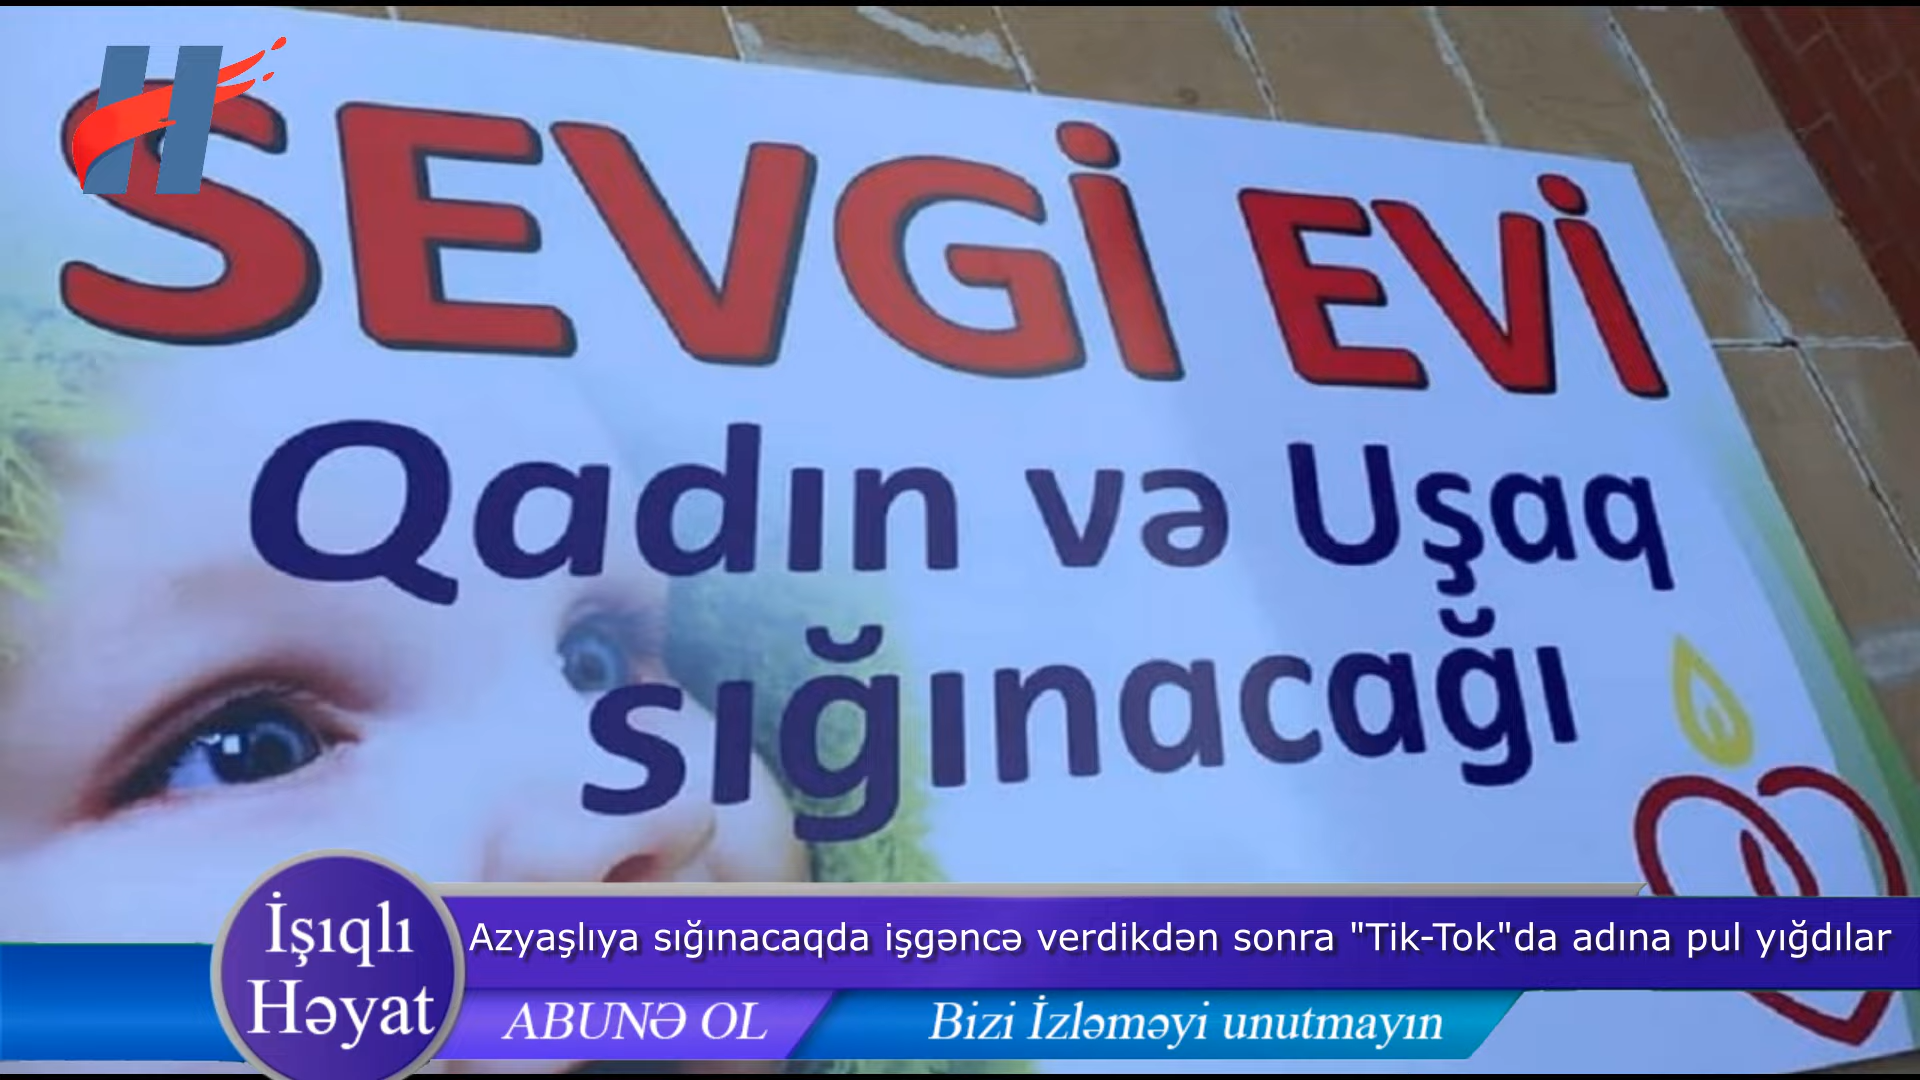 H
SEVGİ EVİ
Qadın və Uşaq
sığınacağı
İşıqlı
Həyat
Azyaşlıya sığınacaqda işgəncə verdikdən sonra "Tik-Tok"da adına pul yığdılar
ABUNƏ OL
Bizi İzləməyi unutmayın